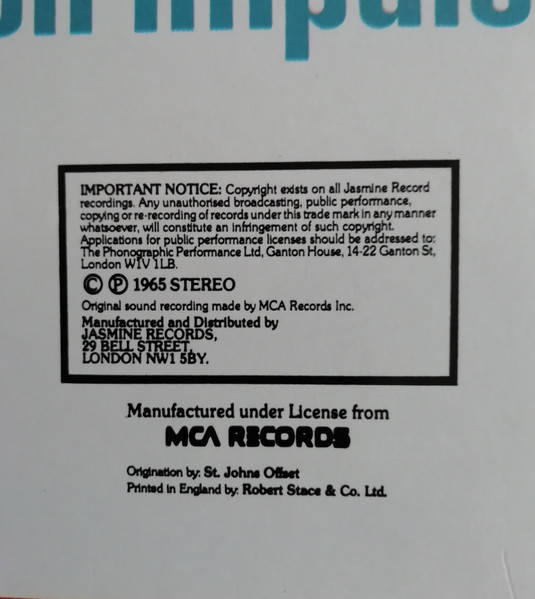 on Impuls
IMPORTANT NOTICE: Copyright exists on all Jasmine Record
recordings. Any unauthorised broadcasting, public performance,
copying or re-recording of records under this trade mark in any manner
whatsoever, will constitute an infringement of such copyright.
Applications for public performance licenses should be addressed to:
The Phonographic Performance Ltd, Ganton House, 14-22 Ganton St,
London W1V 1LB.
© ℗ 1965 STEREO
Original sound recording made by MCA Records Inc.
Manufactured and Distributed by
JASMINE RECORDS,
29 BELL STREET,
LONDON NW1 5BY.
Manufactured under License from
MCA RECORDS
Origination by: St. Johns Offset
Printed in England by: Robert Stace & Co. Ltd.